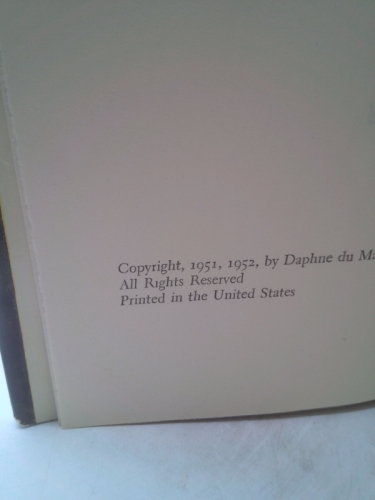 Copyright, 1951, 1952, by Daphne du
All Rights Reserved
Printed in the United States